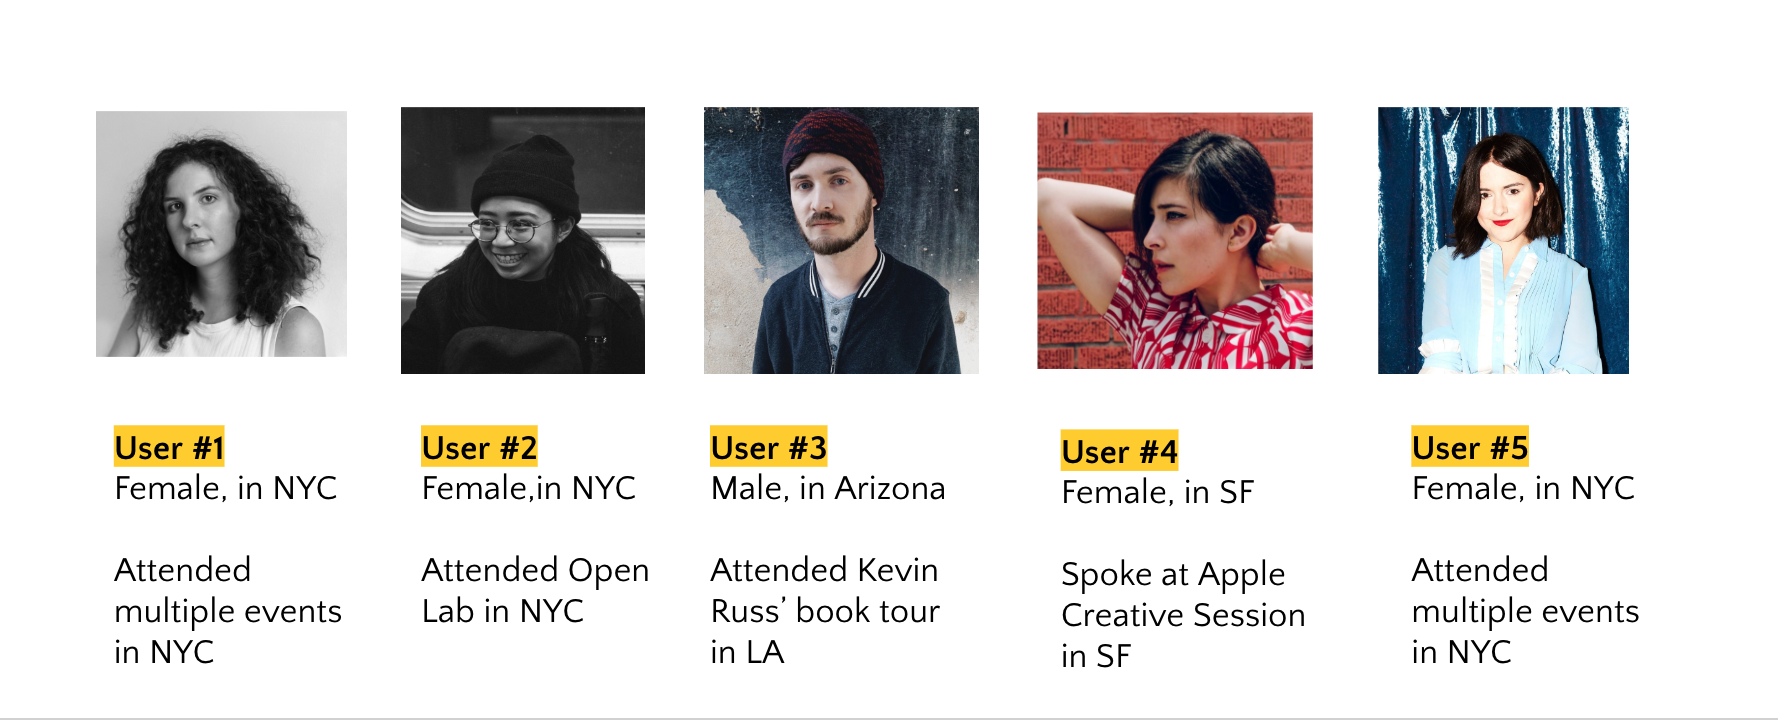 User #1
Female, in NYC
Attended
multiple events
in NYC
User #2
Female,in NYC
Attended Open
Lab in NYC
User #3
Male, in Arizona
Attended Kevin
Russ’ book tour
in LA
User #4
Female, in SF
Spoke at Apple
Creative Session
in SF
User #5
Female, in NYC
Attended
multiple events
in NYC